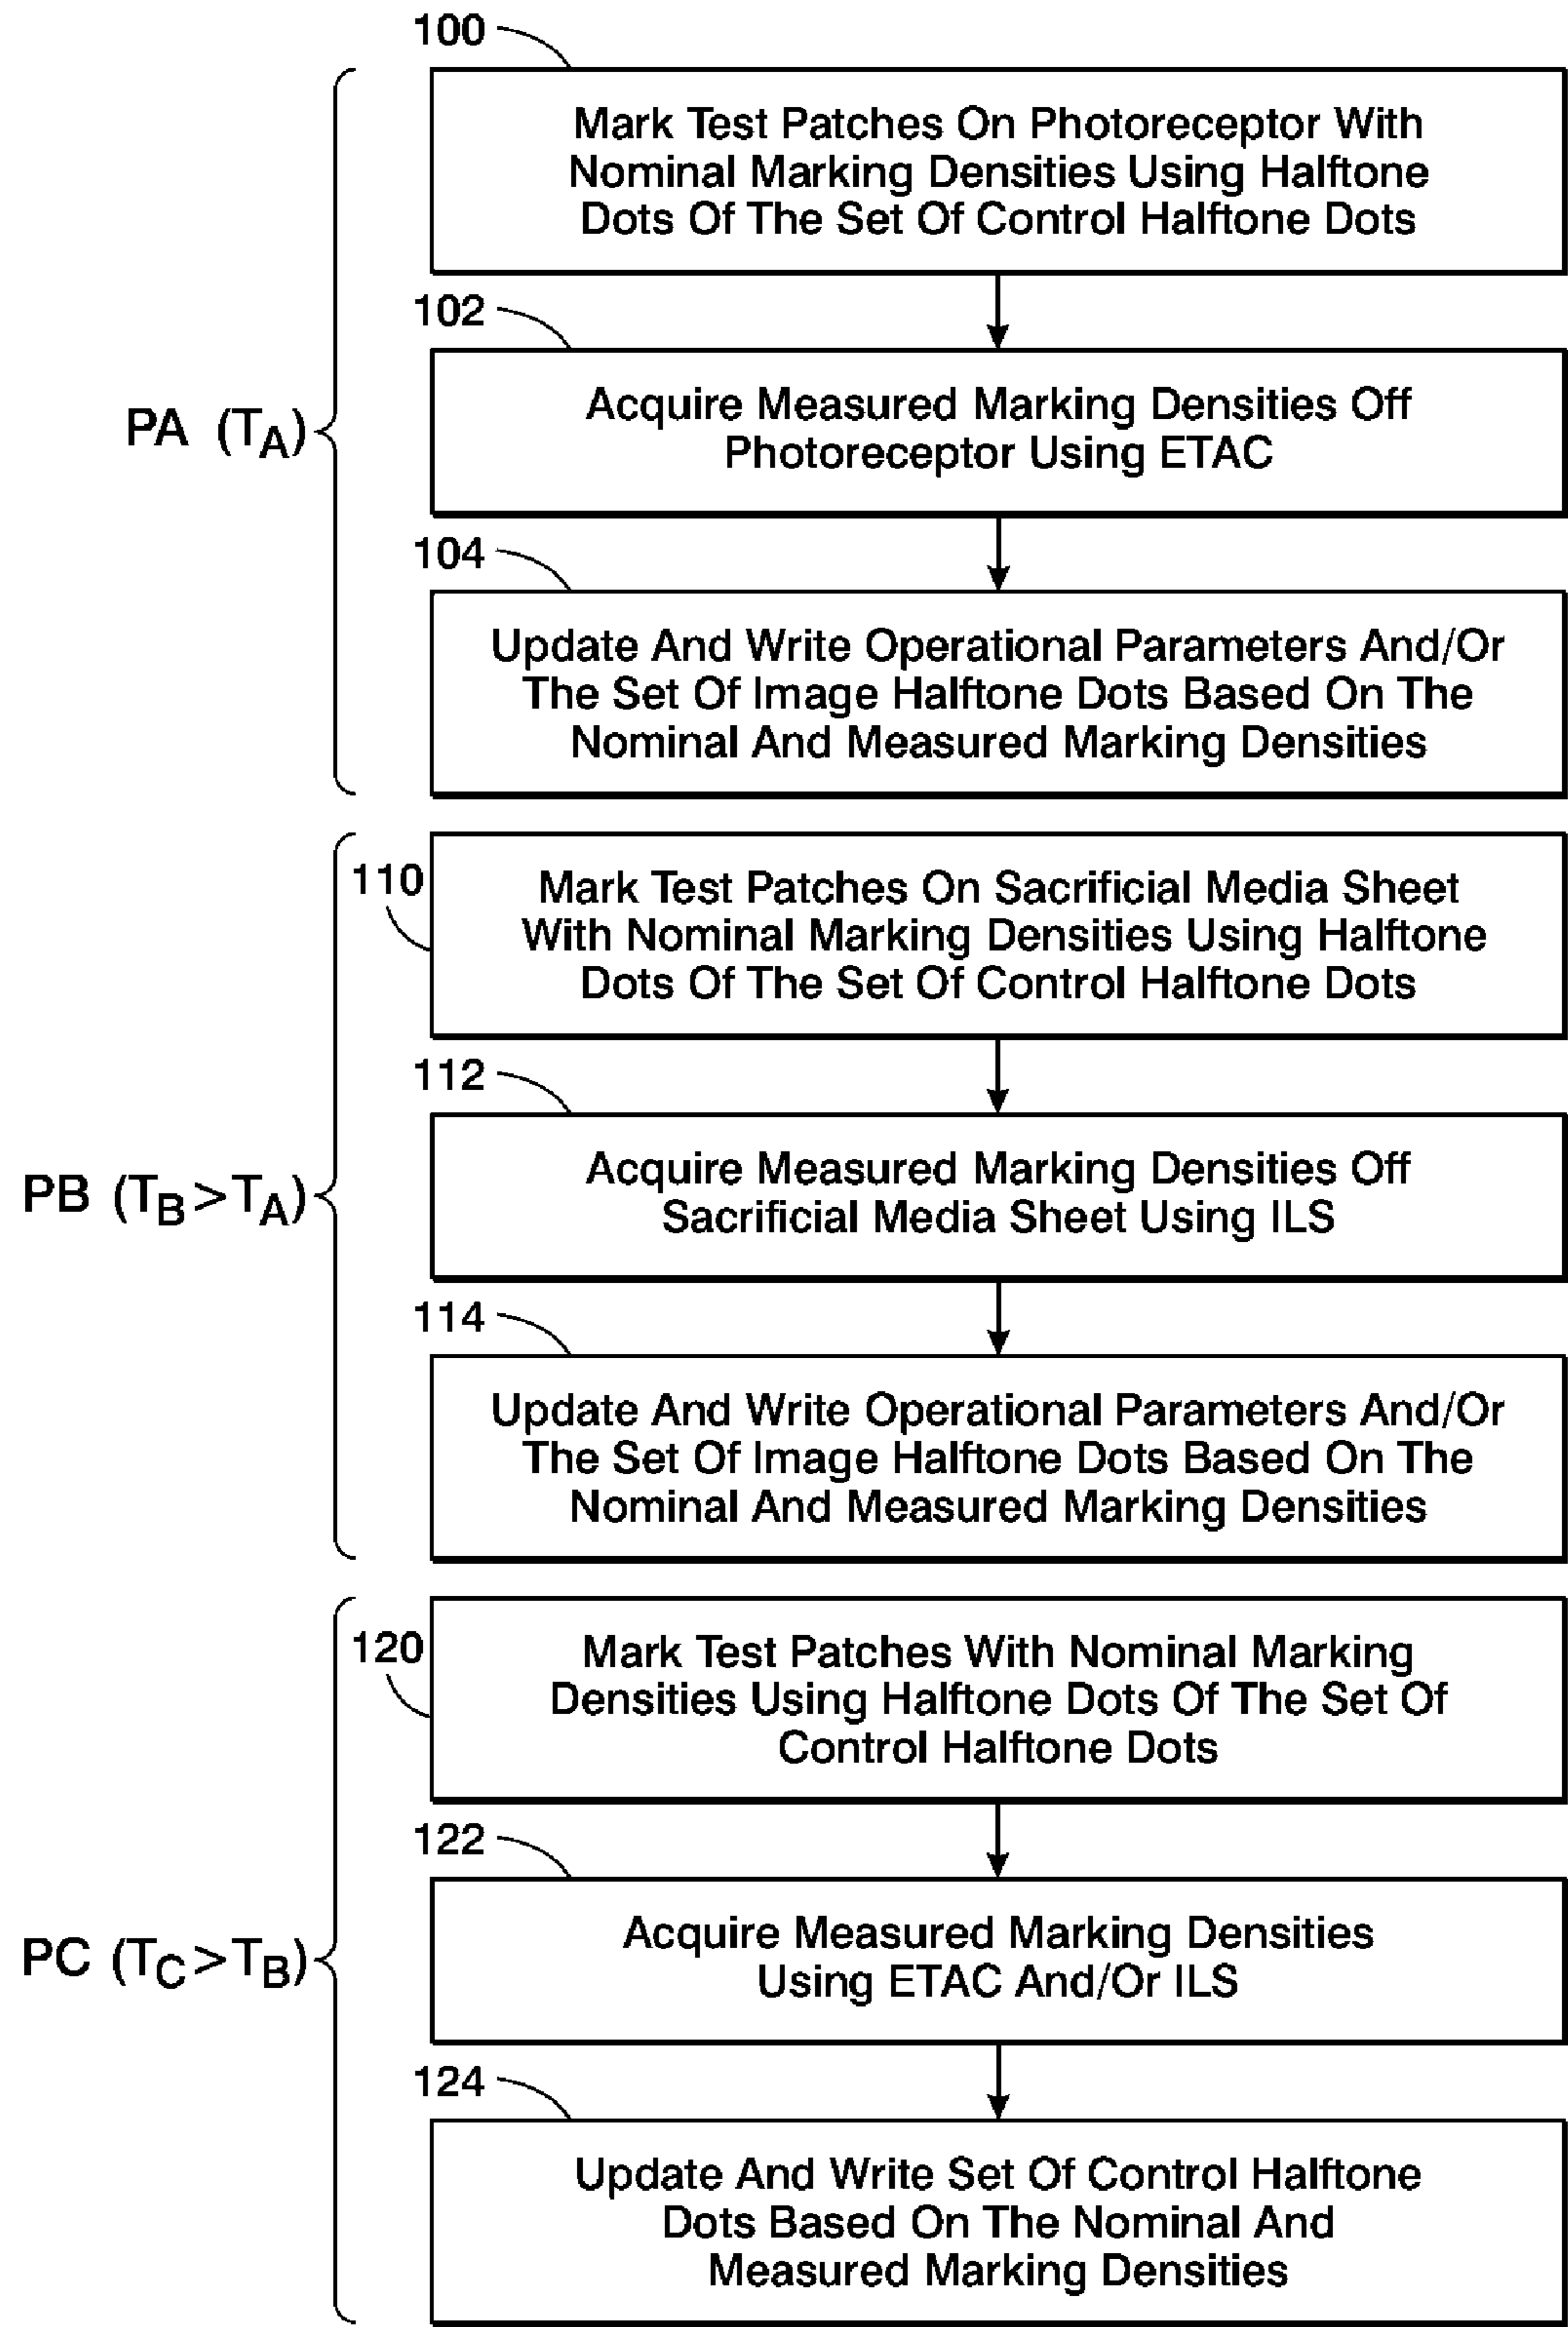 100
Mark Test Patches On Photoreceptor With
Nominal Marking Densities Using Halftone
Dots Of The Set Of Control Halftone Dots
102
Acquire Measured Marking Densities Off
Photoreceptor Using ETAC
PA (TA)
104
Update And Write Operational Parameters And/Or
The Set Of Image Halftone Dots Based On The
Nominal And Measured Marking Densities
110
Mark Test Patches On Sacrificial Media Sheet
With Nominal Marking Densities Using Halftone
Dots Of The Set Of Control Halftone Dots
112
Acquire Measured Marking Densities Off
Sacrificial Media Sheet Using ILS
PB (TB>TA)
114
Update And Write Operational Parameters And/Or
The Set Of Image Halftone Dots Based On The
Nominal And Measured Marking Densities
120
Mark Test Patches With Nominal Marking
Densities Using Halftone Dots Of The Set Of
Control Halftone Dots
122
Acquire Measured Marking Densities
Using ETAC And/Or ILS
PC (TC>TB)
124
Update And Write Set Of Control Halftone
Dots Based On The Nominal And
Measured Marking Densities